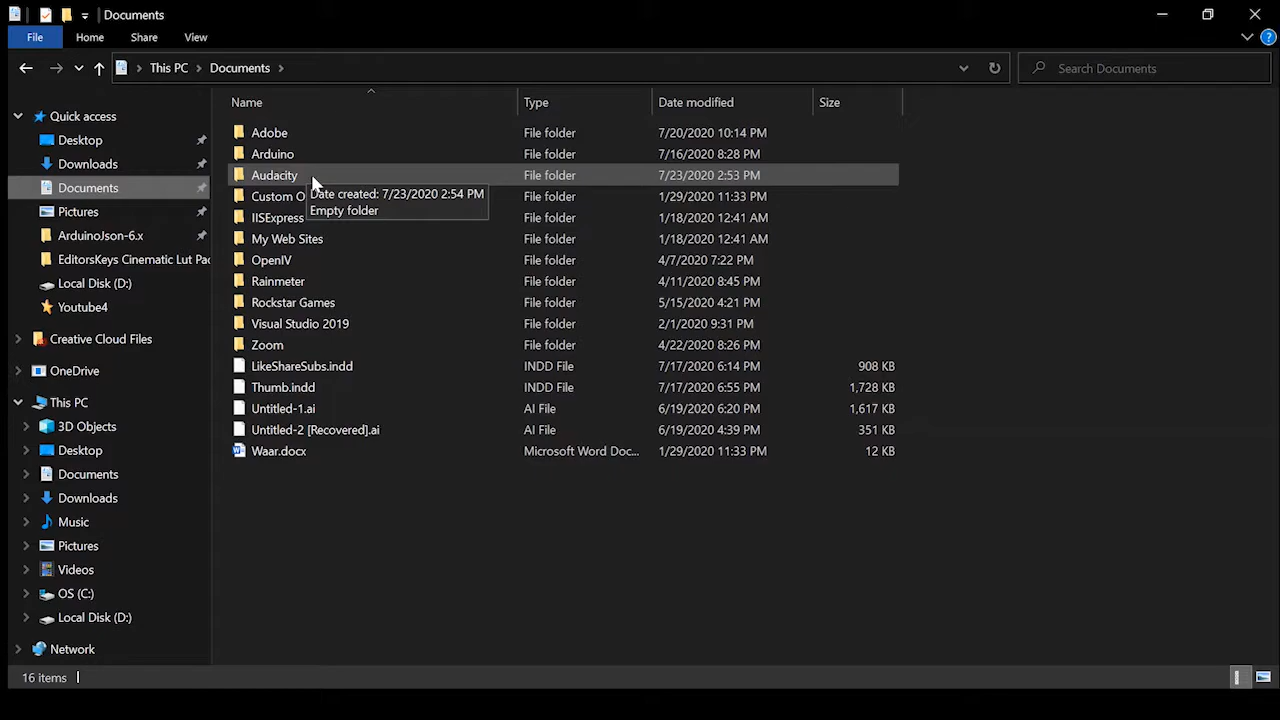 Documents
File Home Share View
This PC Documents
Search Documents
Name Type Date modified Size
Quick access
Desktop
Downloads
Documents
Pictures
ArduinoJson-6.x
EditorsKeys Cinematic Lut Pac
Local Disk (D:)
Youtube4
Creative Cloud Files
OneDrive
This PC
3D Objects
Desktop
Documents
Downloads
Music
Pictures
Videos
OS (C:)
Local Disk (D:)
Network
Adobe File folder 7/20/2020 10:14 PM
Arduino File folder 7/16/2020 8:28 PM
Audacity File folder 7/23/2020 2:53 PM
Custom O File folder 1/29/2020 11:33 PM
Date created: 7/23/2020 2:54 PM
Empty folder
IISExpress File folder 1/18/2020 12:41 AM
My Web Sites File folder 1/18/2020 12:41 AM
OpenIV File folder 4/7/2020 7:22 PM
Rainmeter File folder 4/11/2020 8:45 PM
Rockstar Games File folder 5/15/2020 4:21 PM
Visual Studio 2019 File folder 2/1/2020 9:31 PM
Zoom File folder 4/22/2020 8:26 PM
LikeShareSubs.indd INDD File 7/17/2020 6:14 PM 908 KB
Thumb.indd INDD File 7/17/2020 6:55 PM 1,728 KB
Untitled-1.ai AI File 6/19/2020 6:20 PM 1,617 KB
Untitled-2 [Recovered].ai AI File 6/19/2020 4:39 PM 351 KB
Waar.docx Microsoft Word Doc... 1/29/2020 11:33 PM 12 KB
16 items